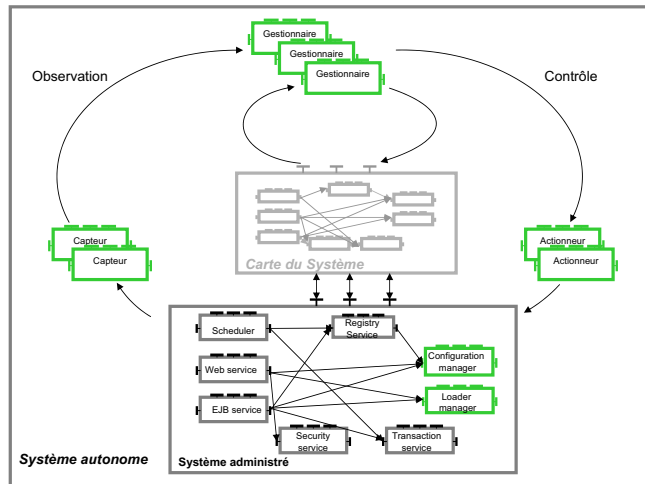 Gestionnaire
Gestionnaire
Gestionnaire
Observation
Contrôle
Capteur
Capteur
Actionneur
Actionneur
Carte du Système
Scheduler
Registry
Service
Web service
Configuration
manager
EJB service
Loader
manager
Security
service
Transaction
service
Système autonome
Système administré